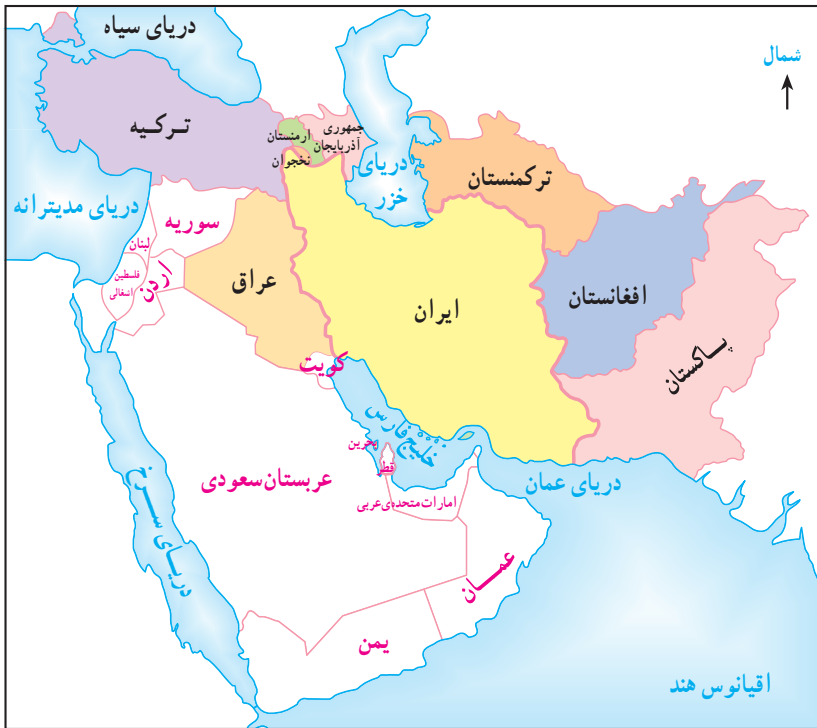 دریای سیاه
شمال
ترکیه
ارمنستان
نخجوان
جمهوری
آذربایجان
دریای
خزر
ترکمنستان
دریای مدیترانه
سوریه
لبنان
فلسطین
اشغالی
اردن
عراق
ایران
افغانستان
پاکستان
کویت
خلیج فارس
بحرین
قطر
عربستان سعودی
امارات متحده‌ی عربی
دریای عمان
دریای سرخ
عمان
یمن
اقیانوس هند